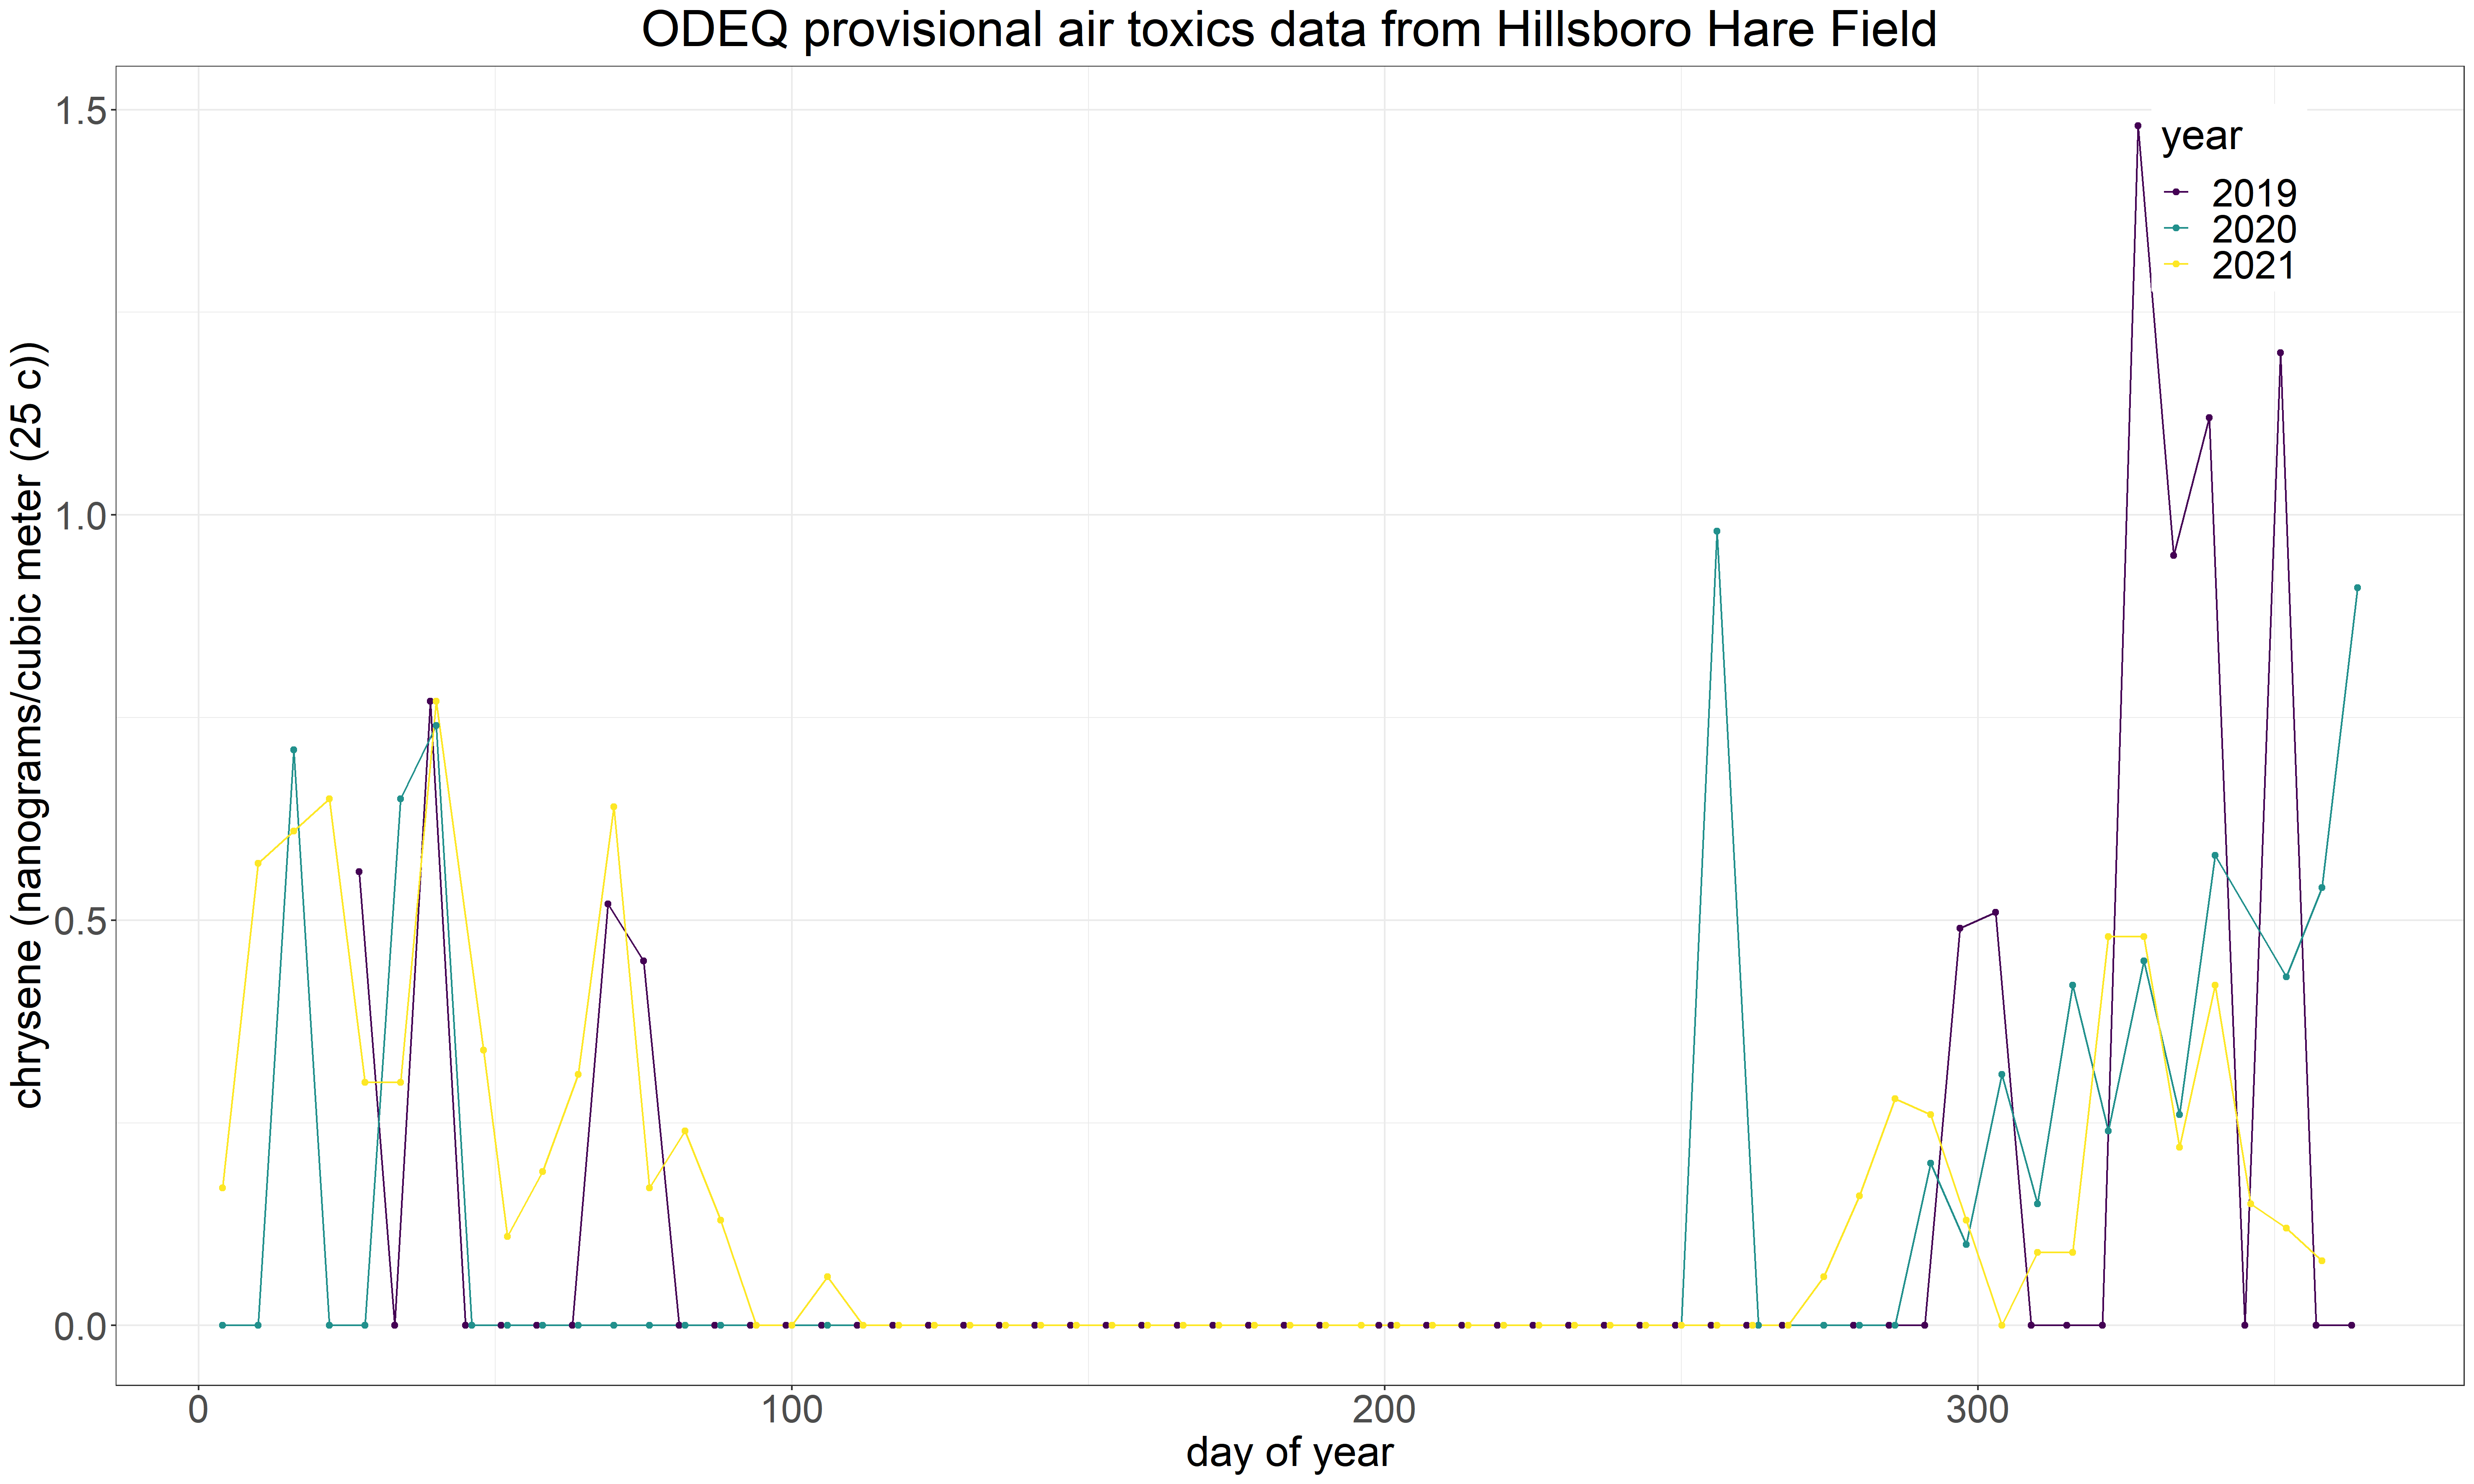 ODEQ provisional air toxics data from Hillsboro Hare Field
chrysene (nanograms/cubic meter (25 c))
1.5
1.0
0.5
0.0
year
2019
2020
2021
0 100 200 300
day of year